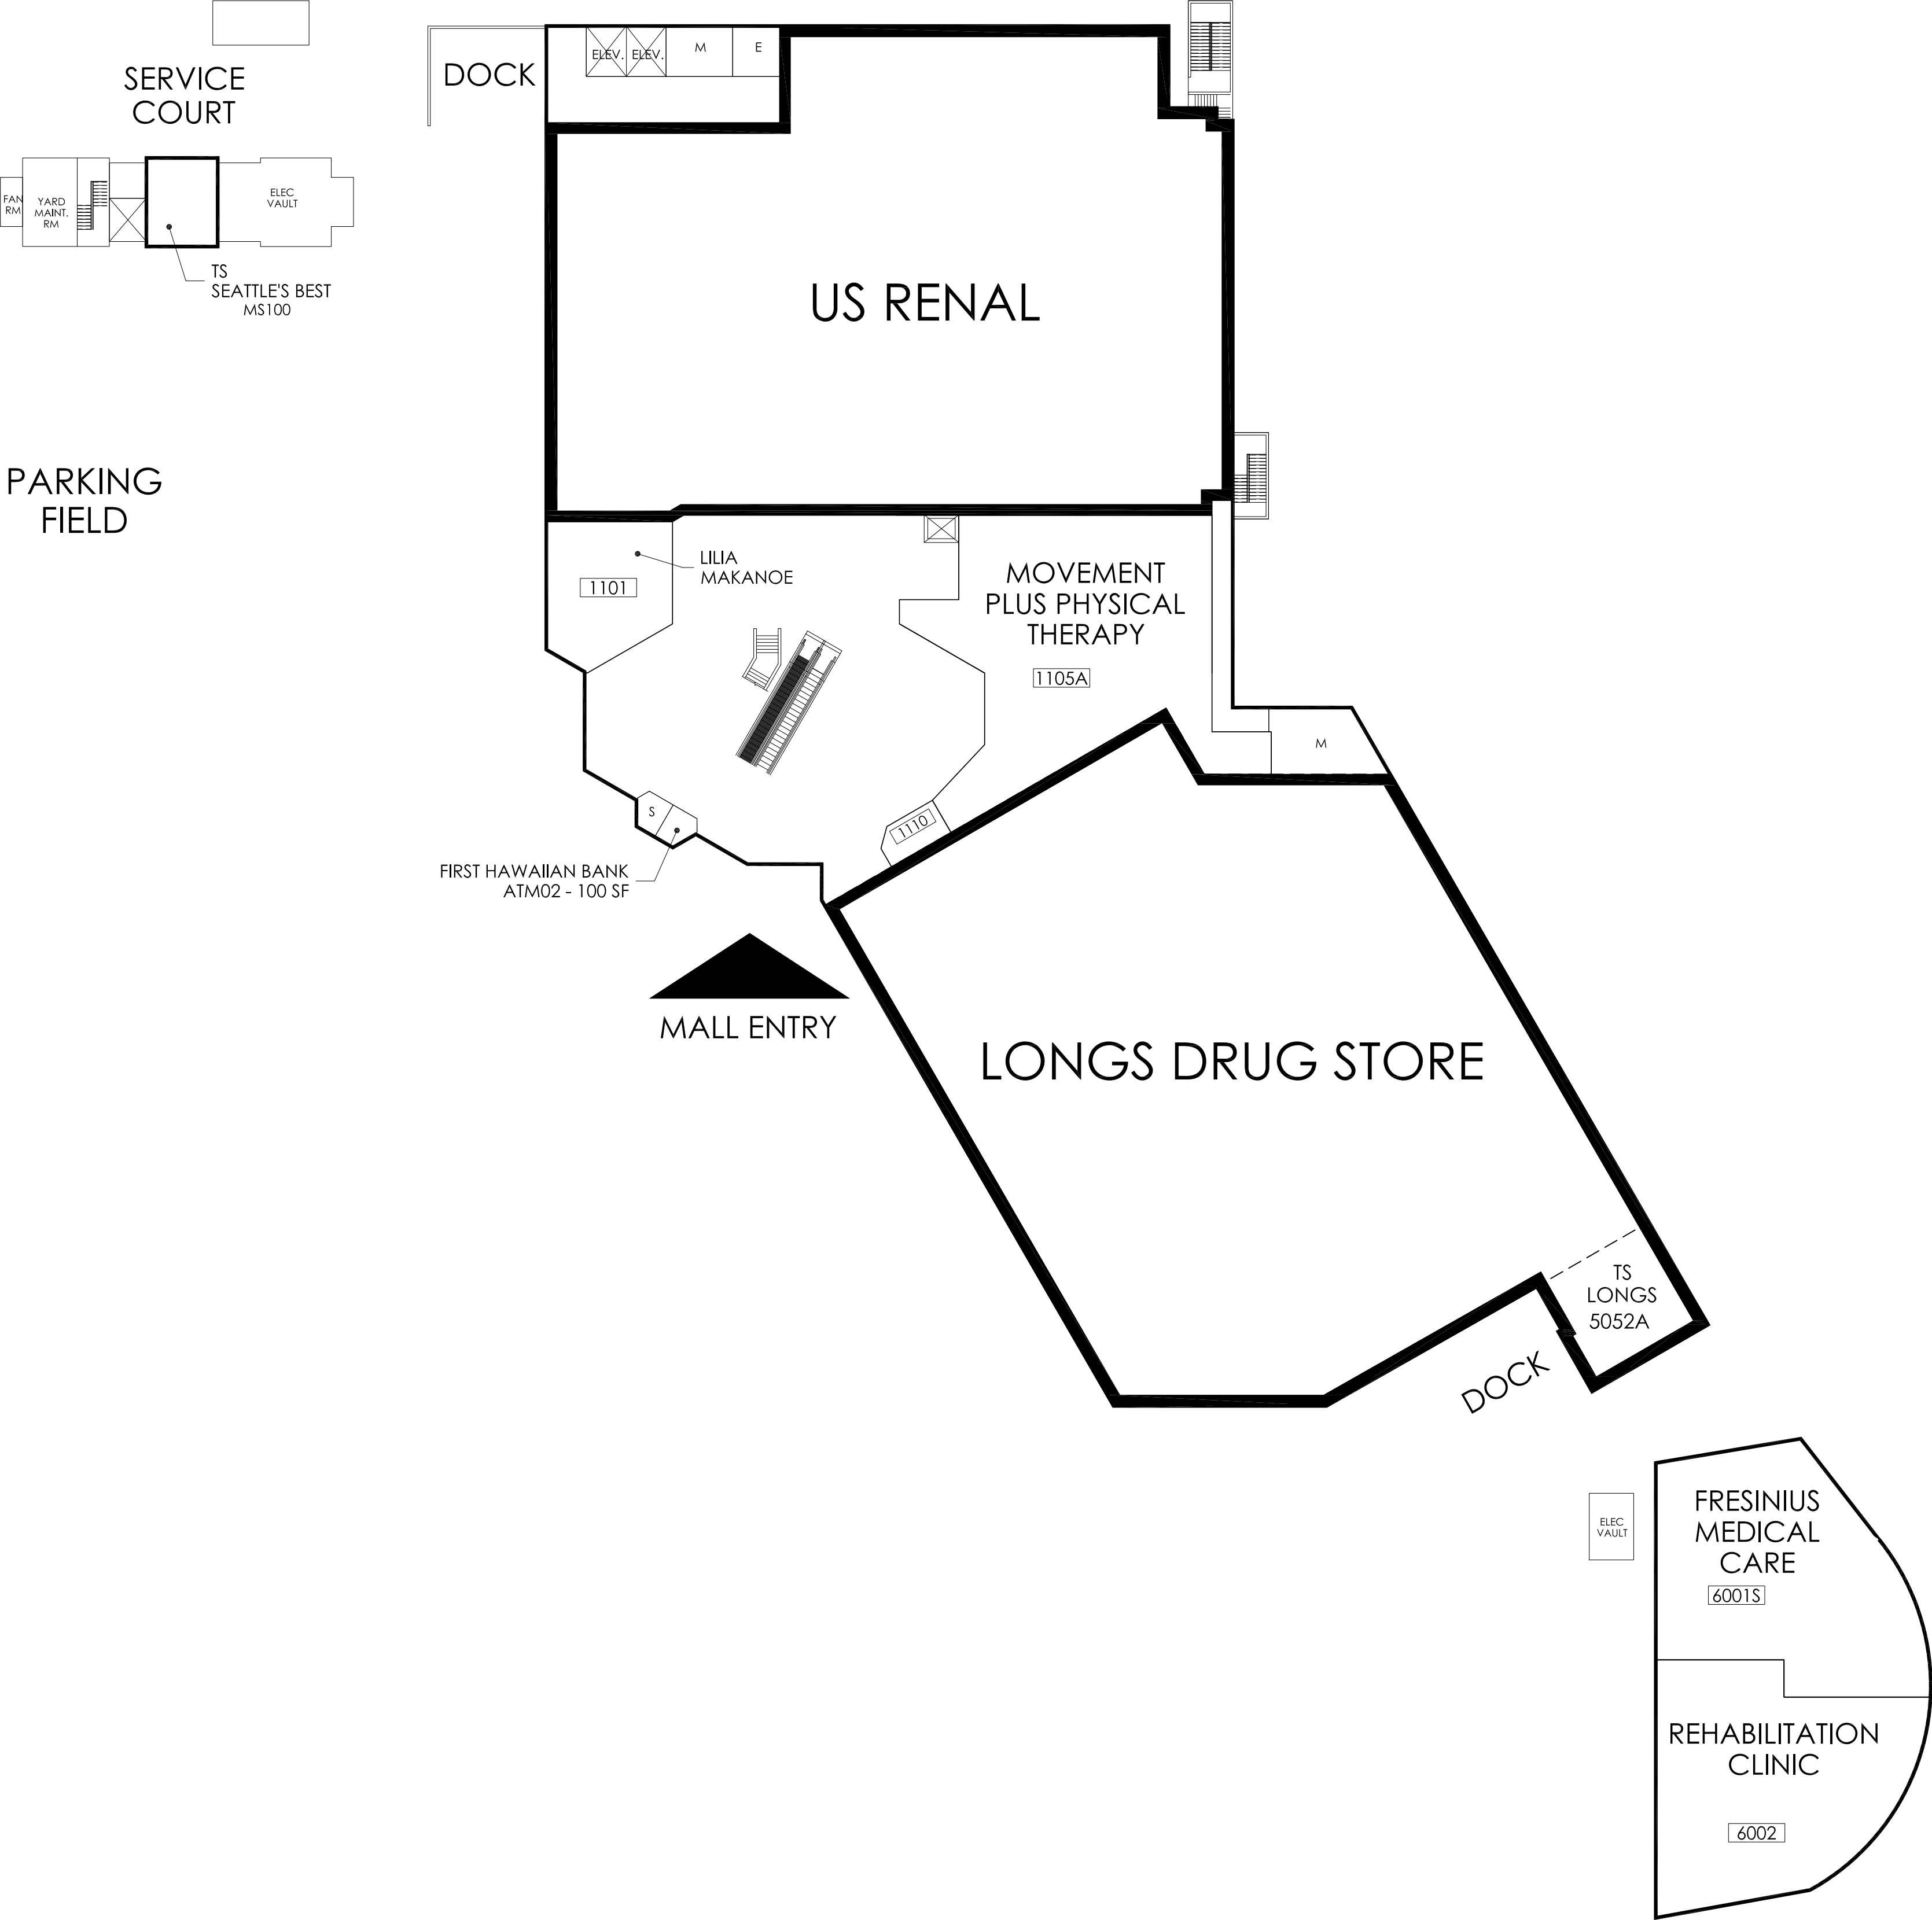 SERVICE
COURT
DOCK
ELEV.
ELEV.
M
E
FAN
RM
YARD
MAINT.
RM
ELEC
VAULT
TS
SEATTLE'S BEST
MS100
US RENAL
PARKING
FIELD
LILIA
MAKANOE
1101
MOVEMENT
PLUS PHYSICAL
THERAPY
1105A
M
S
1110
FIRST HAWAIIAN BANK
ATM02 - 100 SF
MALL ENTRY
LONGS DRUG STORE
TS
LONGS
5052A
DOCK
ELEC
VAULT
FRESINIUS
MEDICAL
CARE
6001S
REHABILITATION
CLINIC
6002